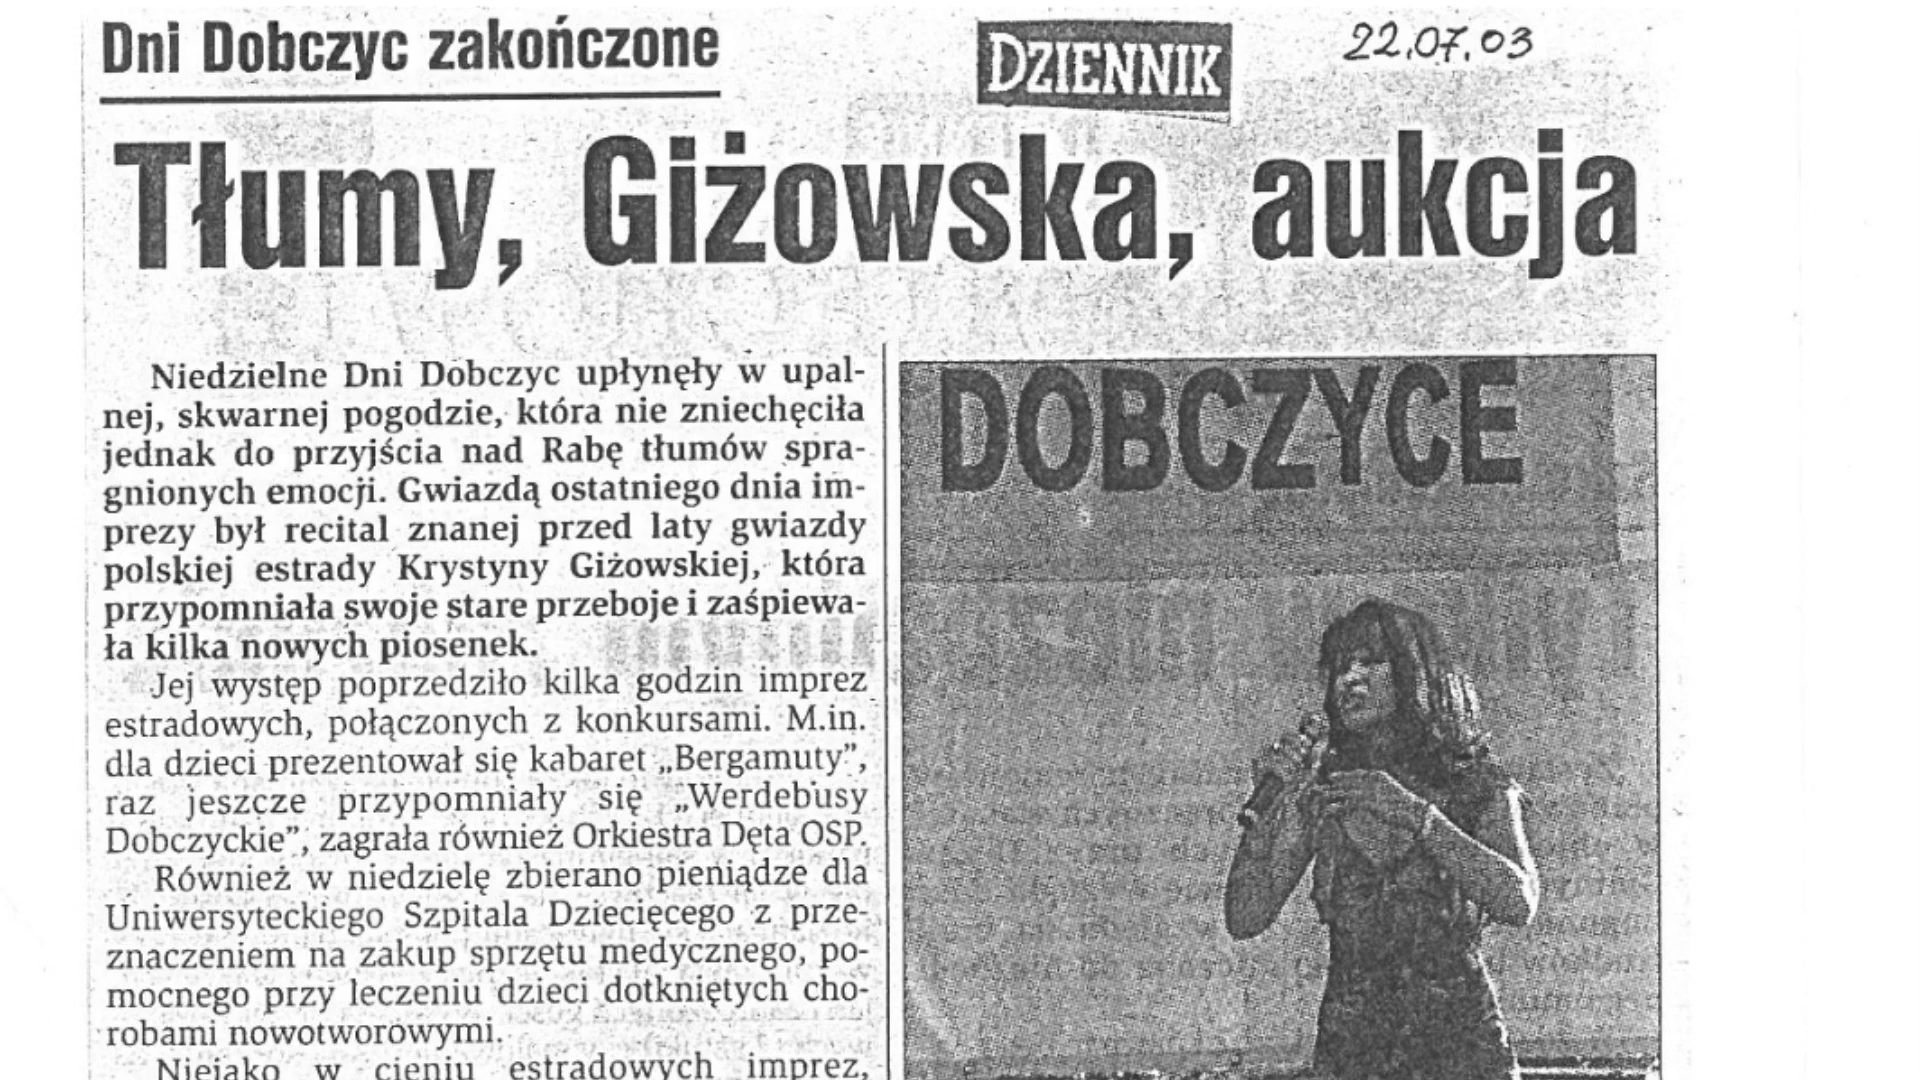 Dni Dobczyc zakończone
DZIENNIK
22.07.03
Tłumy, Giżowska, aukcja
Niedzielne Dni Dobczyc upłynęły w upal-
nej, skwarnej pogodzie, która nie zniechęciła
jednak do przyjścia nad Rabę tłumów spra-
gnionych emocji. Gwiazdą ostatniego dnia im-
prezy był recital znanej przed laty gwiazdy
polskiej estrady Krystyny Giżowskiej, która
przypomniała swoje stare przeboje i zaśpiewa-
ła kilka nowych piosenek.
Jej występ poprzedziło kilka godzin imprez
estradowych, połączonych z konkursami. M.in.
dla dzieci prezentował się kabaret „Bergamuty”,
raz jeszcze przypomniały się „Werdebusy
Dobczyckie”, zagrała również Orkiestra Dęta OSP.
Również w niedzielę zbierano pieniądze dla
Uniwersyteckiego Szpitala Dziecięcego z prze-
znaczeniem na zakup sprzętu medycznego, po-
mocnego przy leczeniu dzieci dotkniętych cho-
robami nowotworowymi.
Niejako w cieniu estradowych imprez,
DOBCZYCE